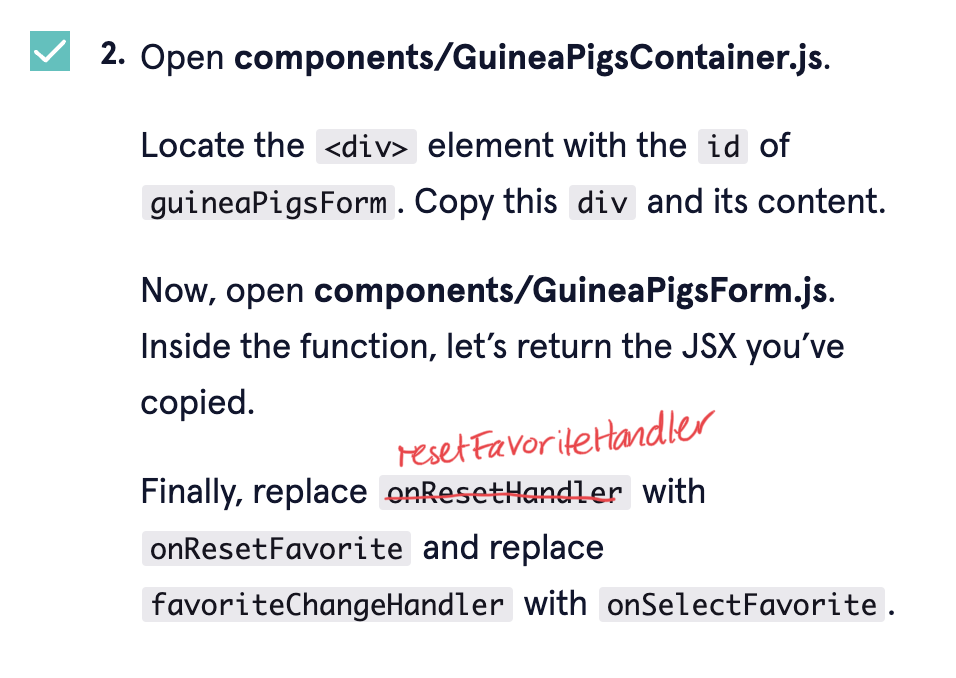 2. Open components/GuineaPigsContainer.js.
Locate the <div> element with the id of
guineaPigsForm. Copy this div and its content.
Now, open components/GuineaPigsForm.js.
Inside the function, let’s return the JSX you’ve
copied.
resetFavoriteHandler
Finally, replace onResetHandler with
onResetFavorite and replace
favoriteChangeHandler with onSelectFavorite.